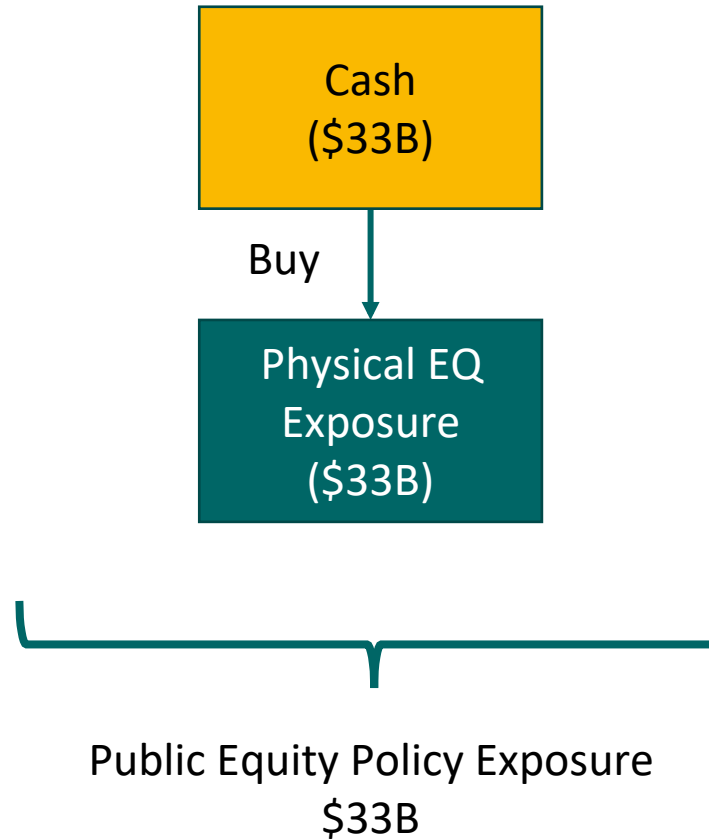 Cash
($33B)
Buy
Physical EQ
Exposure
($33B)
Public Equity Policy Exposure
$33B